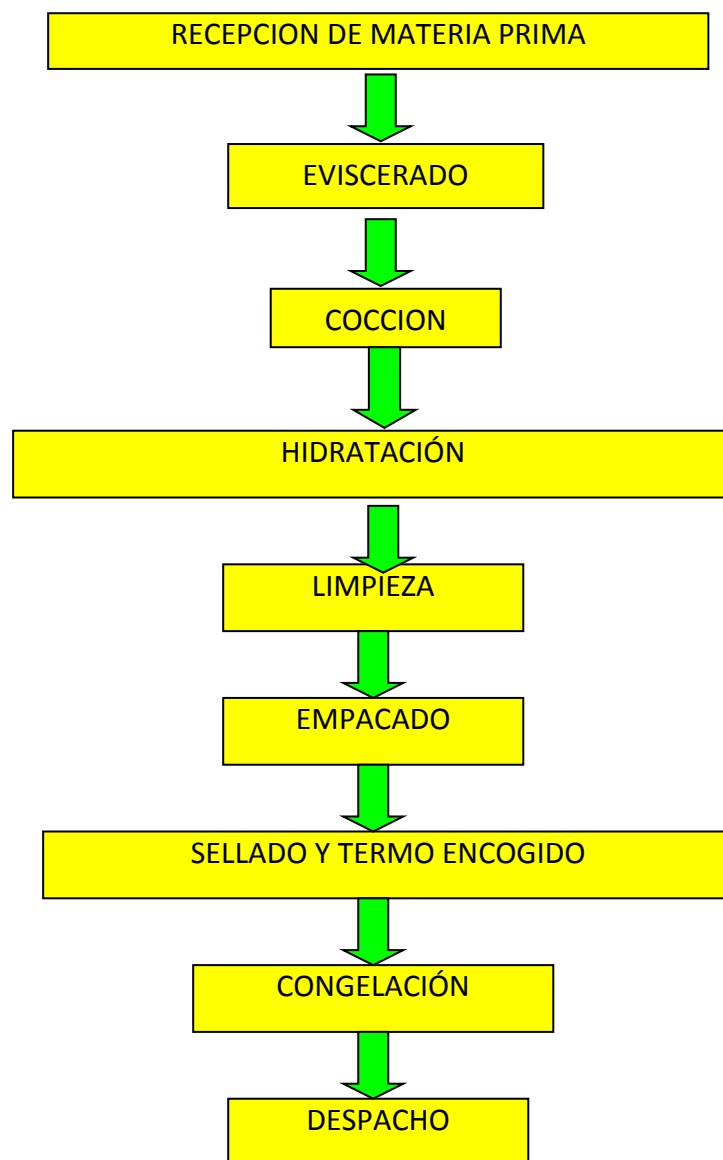 RECEPCION DE MATERIA PRIMA
EVISCERADO
COCCION
HIDRATACIÓN
LIMPIEZA
EMPACADO
SELLADO Y TERMO ENCOGIDO
CONGELACIÓN
DESPACHO